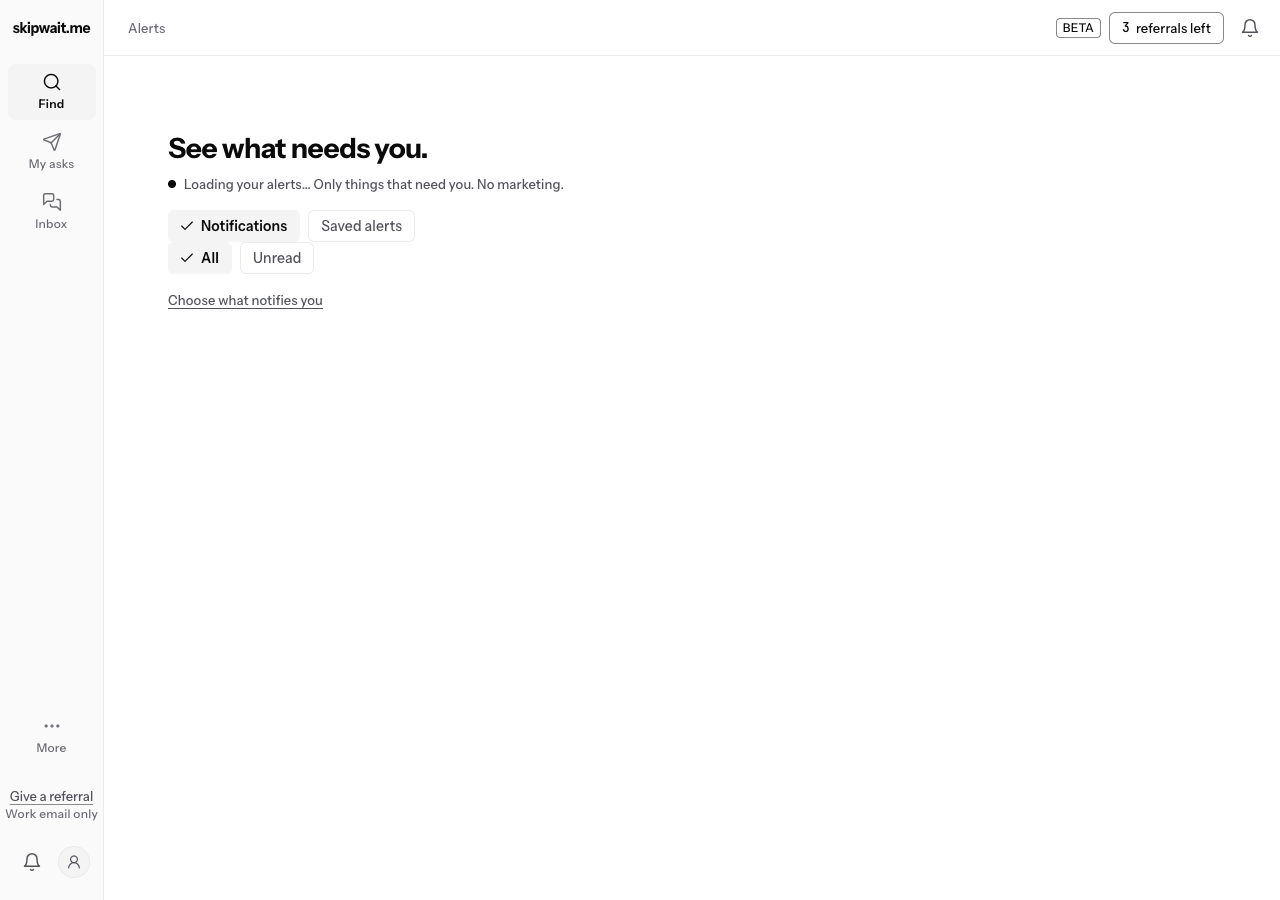 skipwait.me
Alerts
BETA
3 referrals left
Find
My asks
Inbox
See what needs you.
Loading your alerts... Only things that need you. No marketing.
Notifications
Saved alerts
All
Unread
Choose what notifies you
More
Give a referral
Work email only